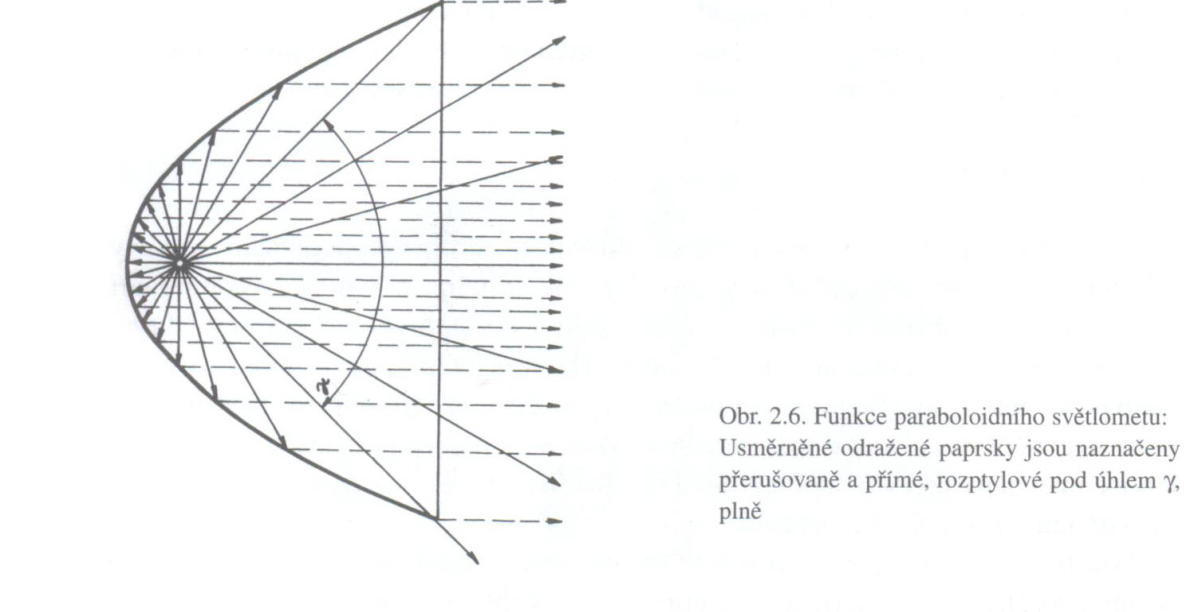 γ
Obr. 2.6. Funkce paraboloidního světlometu:
Usměrněné odražené paprsky jsou naznačeny
přerušovaně a přímé, rozptylové pod úhlem γ,
plně